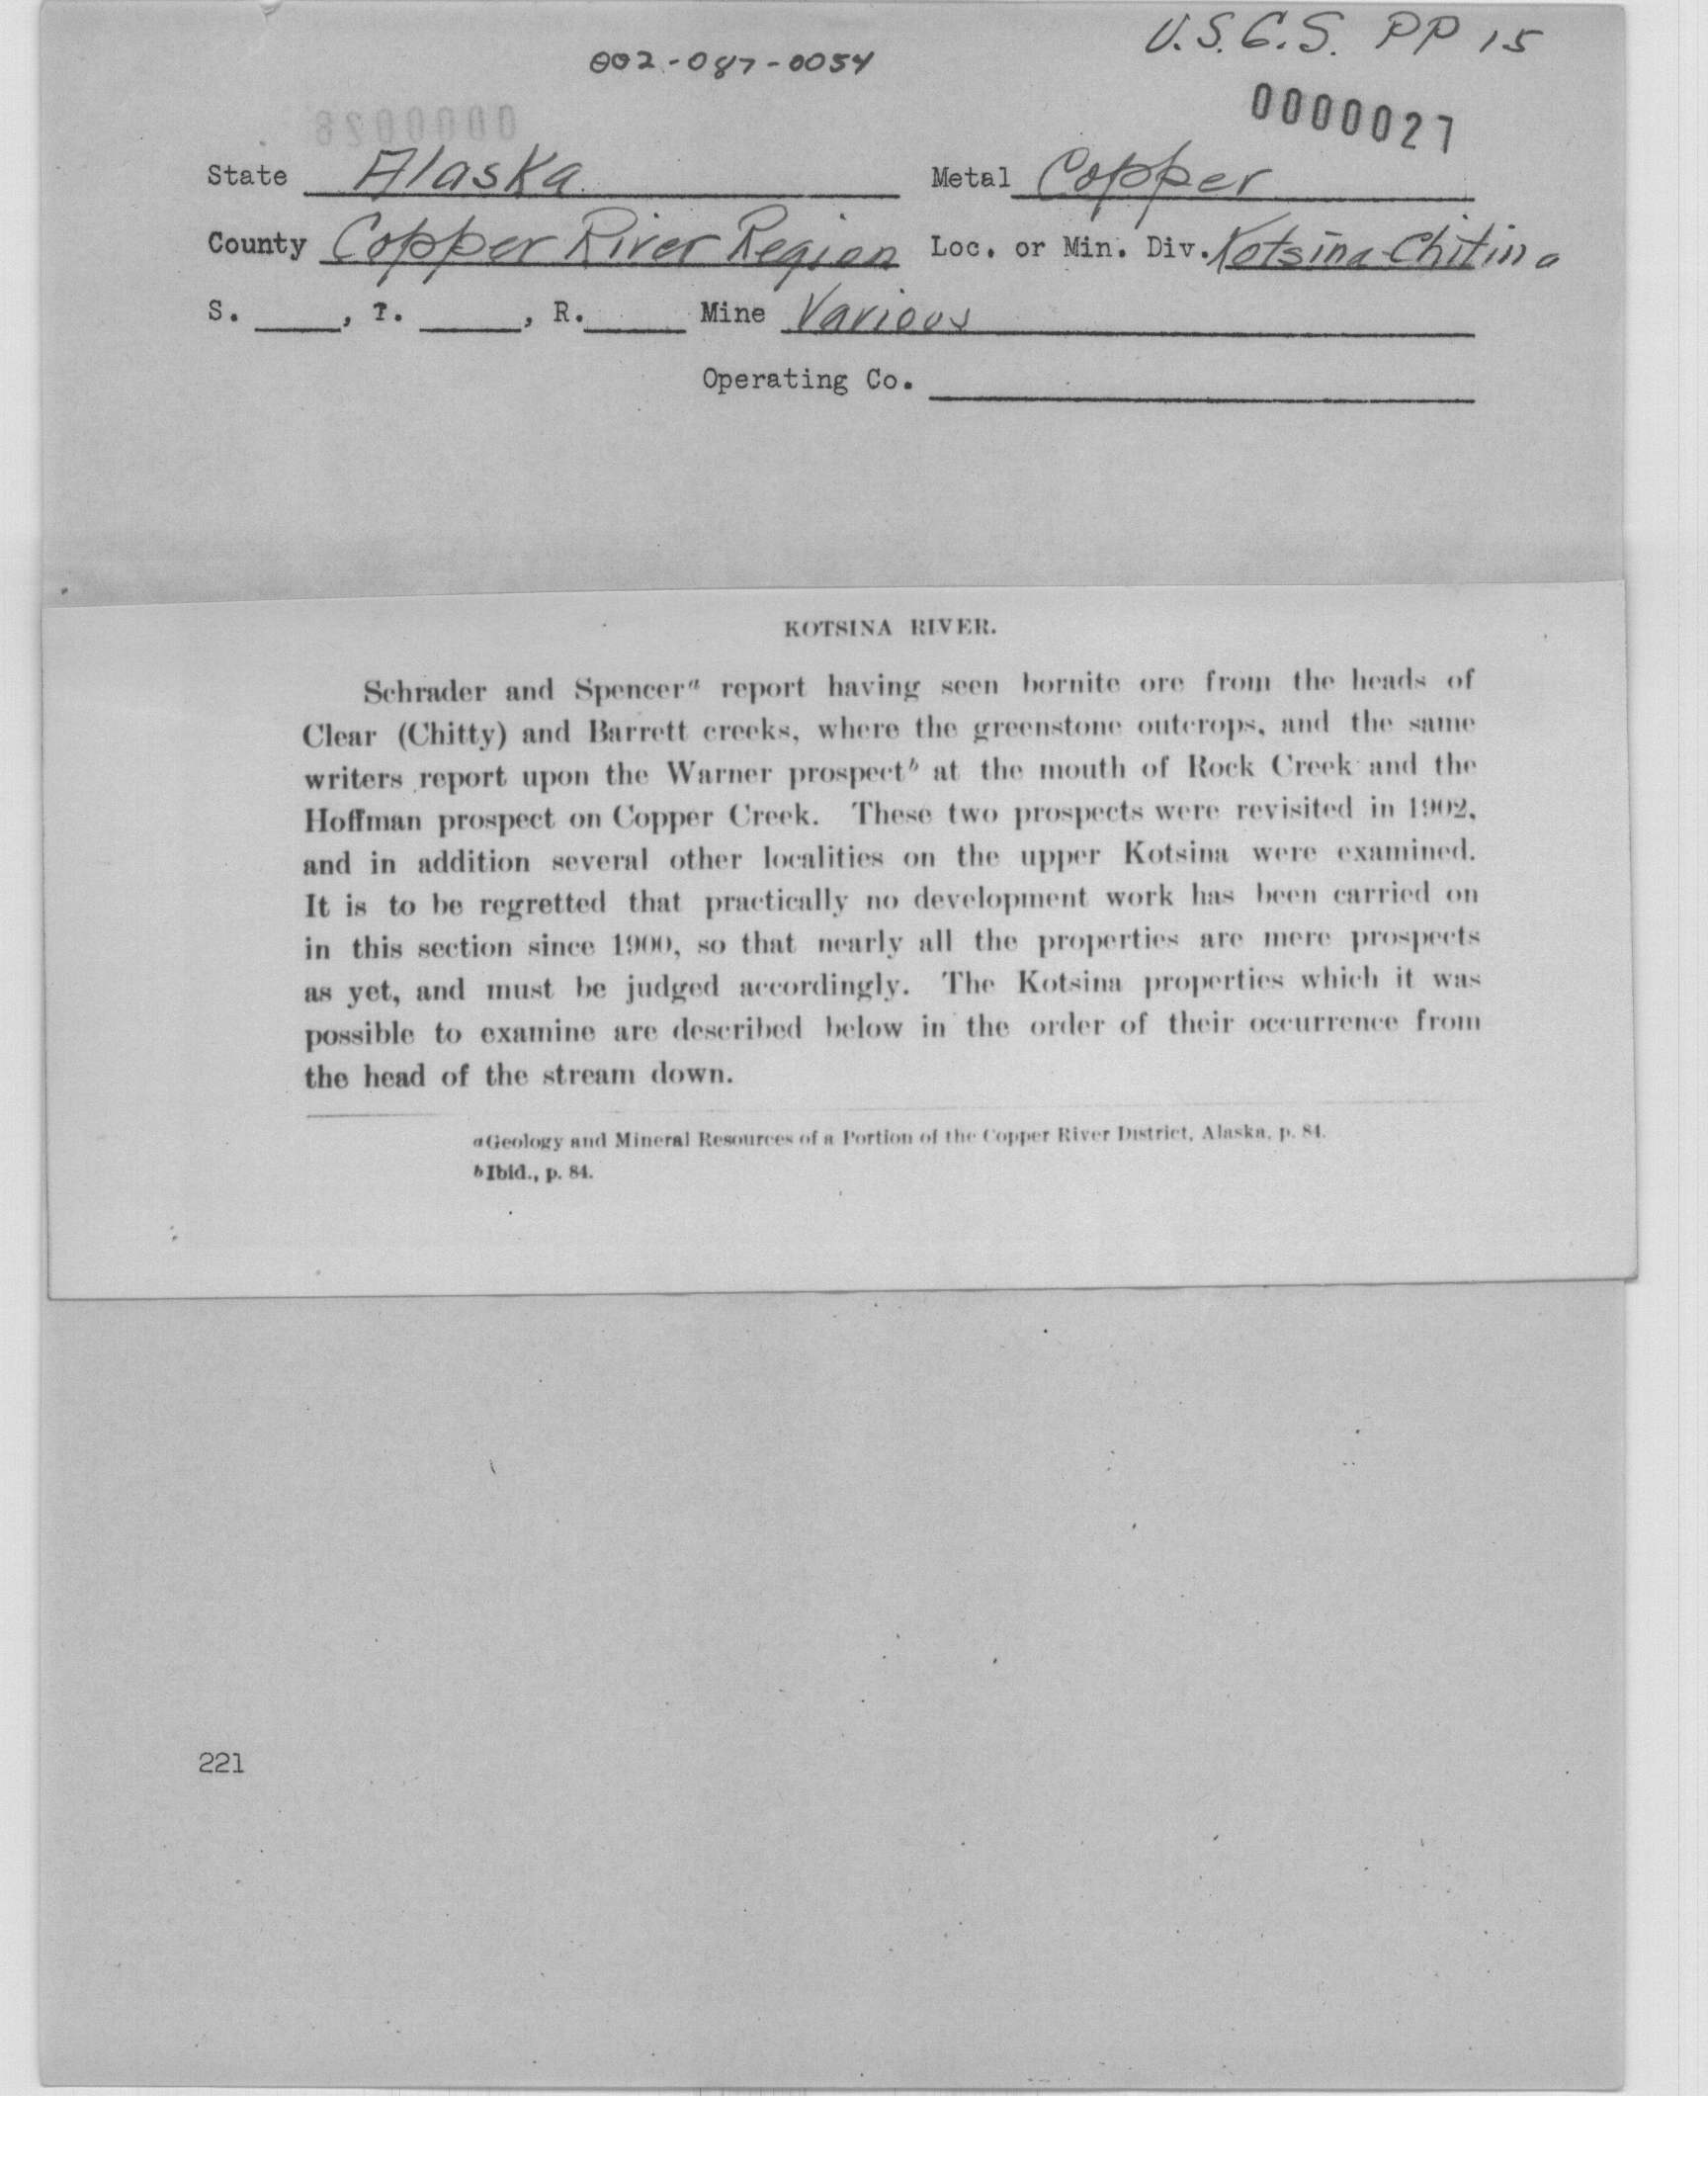 U.S.G.S. PP 15
002-087-0054
0000027
0000028
State Alaska Metal Copper
County Copper River Region Loc. or Min. Div. Kotsina Chitina
S. , T. , R. Mine Various
Operating Co.
KOTSINA RIVER.
Schrader and Spencer a report having seen bornite ore from the heads of
Clear (Chitty) and Barrett creeks, where the greenstone outcrops, and the same
writers report upon the Warner prospect b at the mouth of Rock Creek and the
Hoffman prospect on Copper Creek. These two prospects were revisited in 1902,
and in addition several other localities on the upper Kotsina were examined.
It is to be regretted that practically no development work has been carried on
in this section since 1900, so that nearly all the properties are mere prospects
as yet, and must be judged accordingly. The Kotsina properties which it was
possible to examine are described below in the order of their occurrence from
the head of the stream down.
a Geology and Mineral Resources of a Portion of the Copper River District, Alaska, p. 84.
b Ibid., p. 84.
221